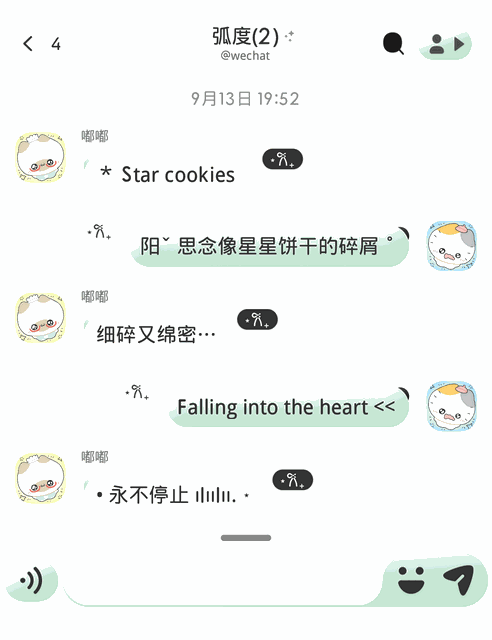 4
弧度(2)
@wechat
9月13日 19:52
嘟嘟
* Star cookies
阳ˇ 思念像星星饼干的碎屑 °
嘟嘟
细碎又绵密…
Falling into the heart <<
嘟嘟
• 永不停止 ılıılıı. ⋆